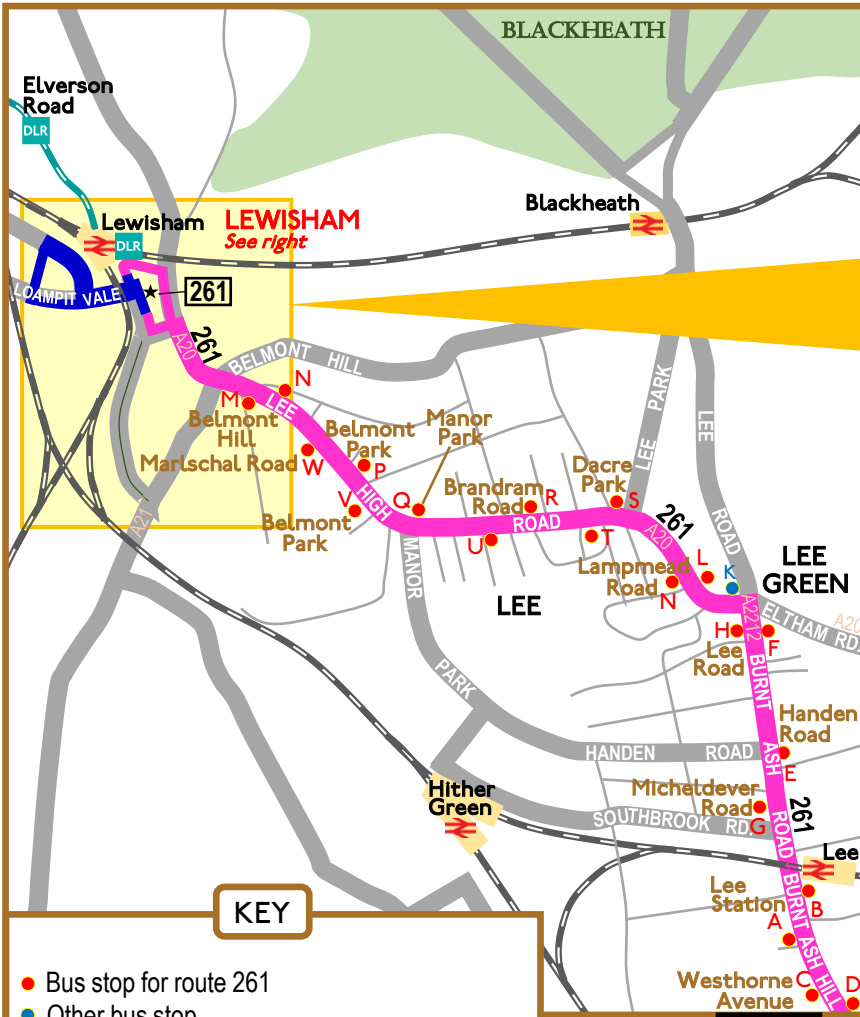 BLACKHEATH
Elverson
Road
DLR
Blackheath
Lewisham
DLR
LEWISHAM
See right
261
LOAMPIT VALE
A20
261
BELMONT HILL
N
M
LEE
Belmont
Hill
Manor
Park
Belmont
Park
Marlschal Road
W
P
LEE PARK
LEE
Dacre
Park
Brandram
Road
R
S
V
HIGH
Q
Belmont
Park
ROAD
261
A20
A21
U
T
ROAD
MANOR
L
K
LEE
GREEN
Lampmead
Road
N
LEE
A2212
ELTHAM RD.
A20
H
F
Lee
Road
PARK
BURNT
Handen
Road
HANDEN ROAD
ASH
E
Hither
Green
Micheldever
Road
G
261
SOUTHBROOK RD.
ROAD
Lee
KEY
Lee
Station
BURNT
B
A
ASH HILL
Bus stop for route 261
Westhorne
Avenue
C
D
Other bus stop